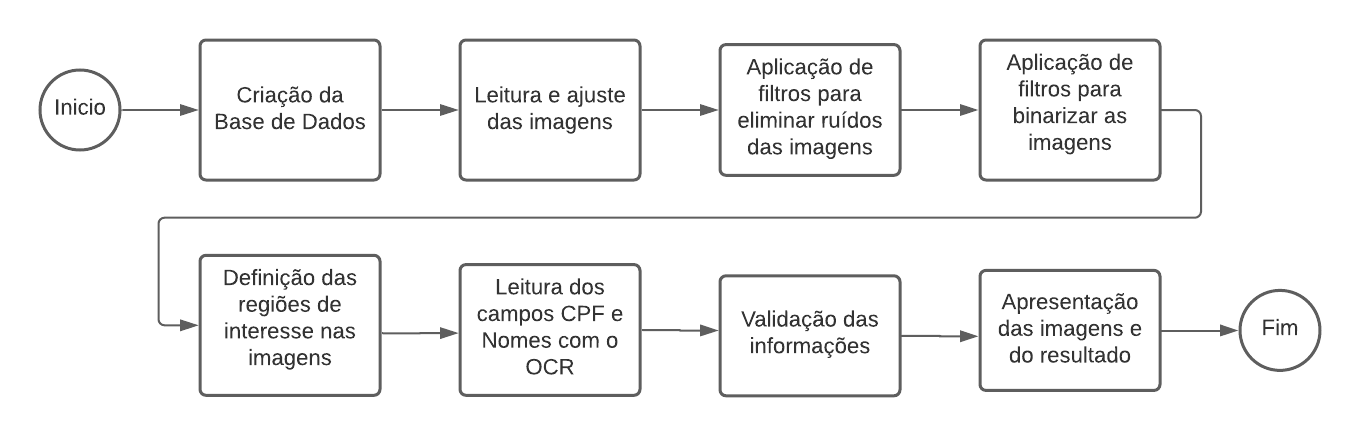 Inicio
Criação da
Base de Dados
Leitura e ajuste
das imagens
Aplicação de
filtros para
eliminar ruídos
das imagens
Aplicação de
filtros para
binarizar as
imagens
Definição das
regiões de
interesse nas
imagens
Leitura dos
campos CPF e
Nomes com o
OCR
Validação das
informações
Apresentação
das imagens e
do resultado
Fim